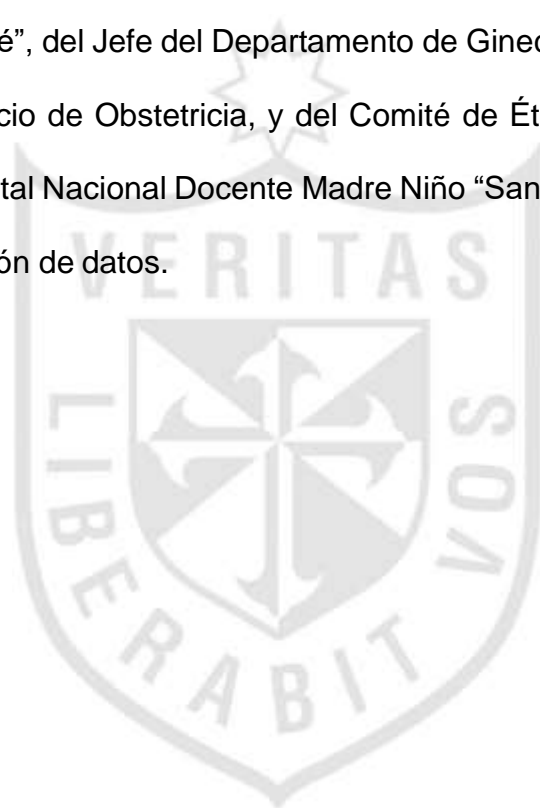 é”, del Jefe del Departamento de Ginec
cio de Obstetricia, y del Comité de Ét
tal Nacional Docente Madre Niño “San
ón de datos.
VERITAS
LIBERABIT VOS